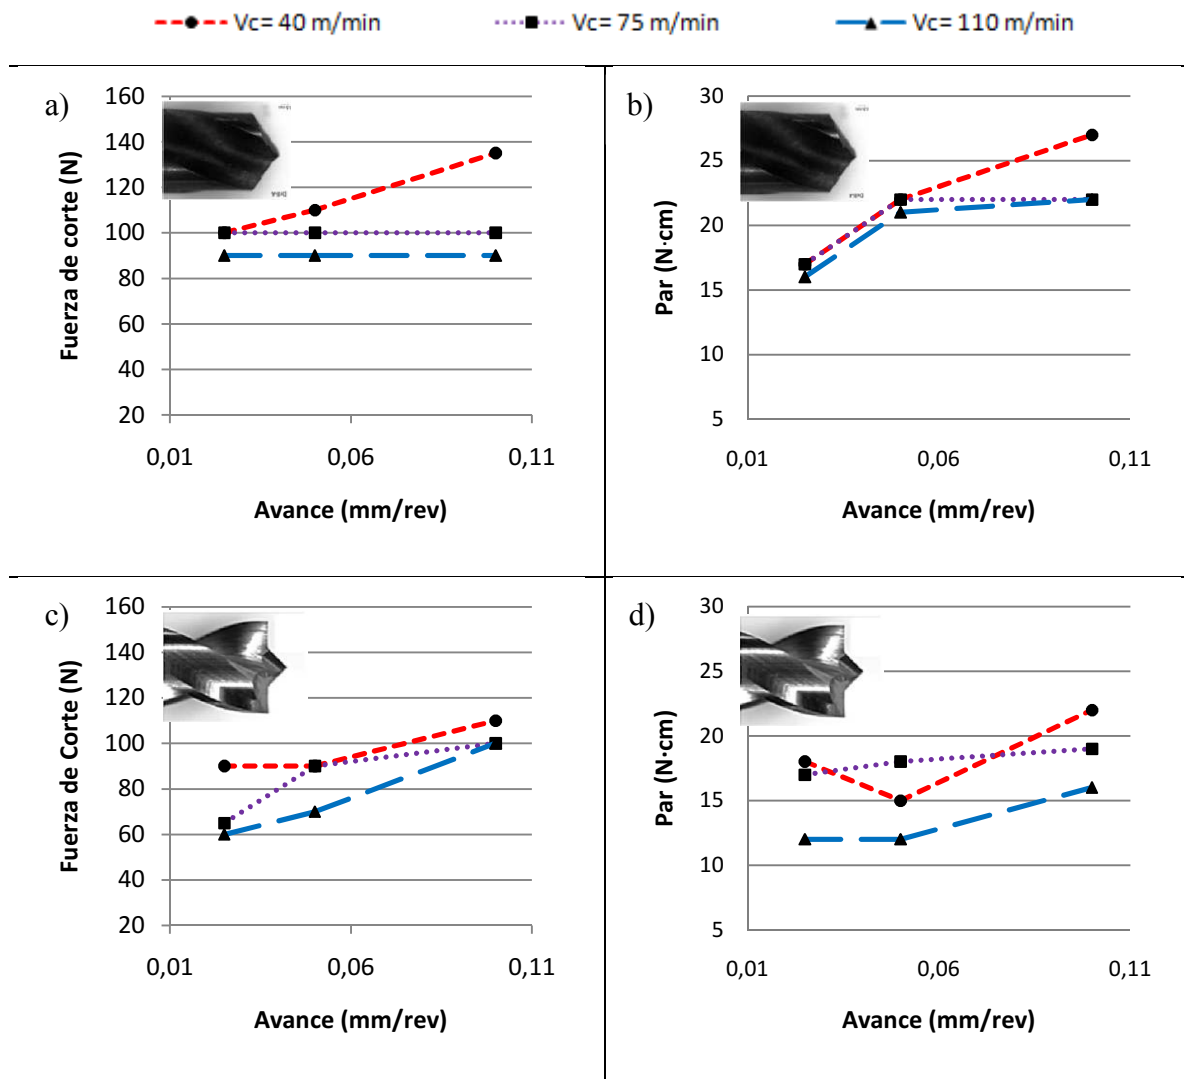 Vc= 40 m/min Vc= 75 m/min Vc= 110 m/min
a)
160
140
120
100
80
60
40
20
Fuerza de corte (N)
0,01 0,06 0,11
Avance (mm/rev)
b)
30
25
20
15
10
5
Par (N·cm)
0,01 0,06 0,11
Avance (mm/rev)
c)
160
140
120
100
80
60
40
20
Fuerza de Corte (N)
0,01 0,06 0,11
Avance (mm/rev)
d)
30
25
20
15
10
5
Par (N·cm)
0,01 0,06 0,11
Avance (mm/rev)